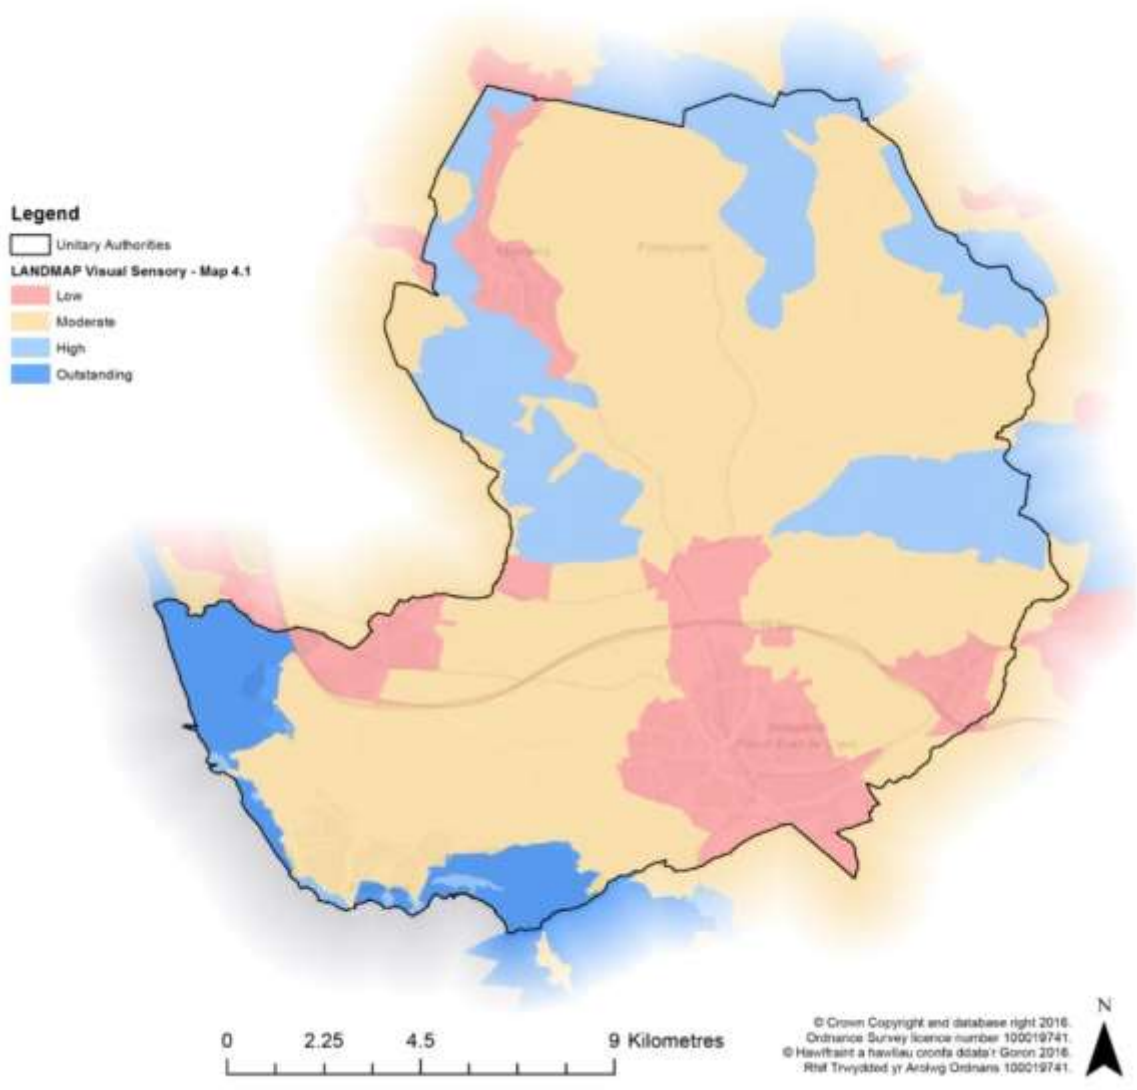 Legend
Unitary Authorities
LANDMAP Visual Sensory - Map 4.1
Low
Moderate
High
Outstanding
0 2.25 4.5 9 Kilometres
N
© Crown Copyright and database right 2016.
Ordnance Survey licence number 100019741.
© Hawlfraint a hawliau cronfa ddata'r Goron 2016.
Rhif Trwydded yr Arolwg Ordnans 100019741.